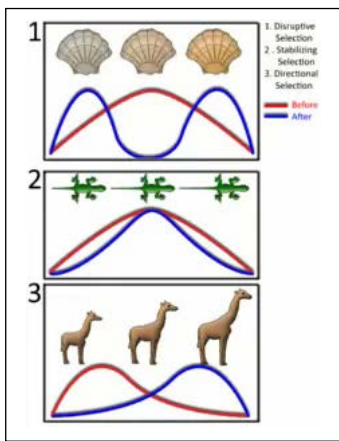 1
1. Disruptive
Selection
2 . Stabilizing
Selection
3. Directional
Selection
Before
After
2
3